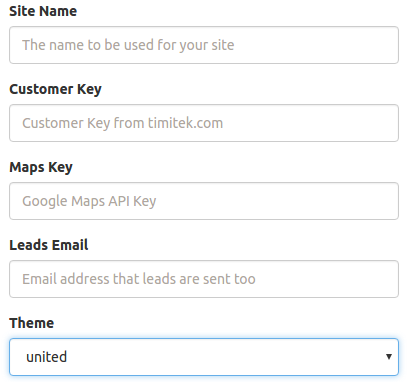 Site Name
The name to be used for your site
Customer Key
Customer Key from timitek.com
Maps Key
Google Maps API Key
Leads Email
Email address that leads are sent too
Theme
united